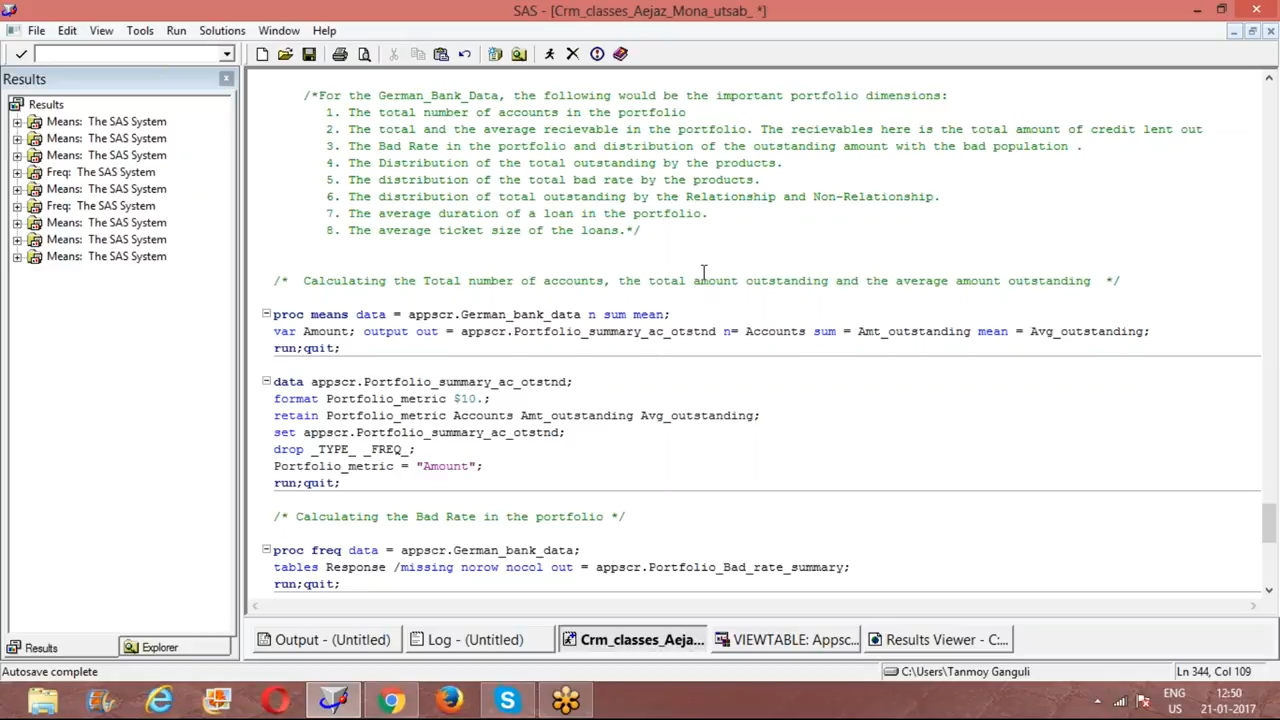 SAS - [Crm_classes_Aejaz_Mona_utsab_ *]
File Edit View Tools Run Solutions Window Help
Results
Results
Means: The SAS System
Means: The SAS System
Means: The SAS System
Freq: The SAS System
Means: The SAS System
Freq: The SAS System
Means: The SAS System
Means: The SAS System
Means: The SAS System
/*For the German_Bank_Data, the following would be the important portfolio dimensions:
1. The total number of accounts in the portfolio
2. The total and the average recievable in the portfolio. The recievables here is the total amount of credit lent out
3. The Bad Rate in the portfolio and distribution of the outstanding amount with the bad population .
4. The Distribution of the total outstanding by the products.
5. The distribution of the total bad rate by the products.
6. The distribution of total outstanding by the Relationship and Non-Relationship.
7. The average duration of a loan in the portfolio.
8. The average ticket size of the loans.*/
/* Calculating the Total number of accounts, the total amount outstanding and the average amount outstanding */
proc means data = appscr.German_bank_data n sum mean;
var Amount; output out = appscr.Portfolio_summary_ac_otstnd n= Accounts sum = Amt_outstanding mean = Avg_outstanding;
run;quit;
data appscr.Portfolio_summary_ac_otstnd;
format Portfolio_metric $10.;
retain Portfolio_metric Accounts Amt_outstanding Avg_outstanding;
set appscr.Portfolio_summary_ac_otstnd;
drop _TYPE_ _FREQ_;
Portfolio_metric = "Amount";
run;quit;
/* Calculating the Bad Rate in the portfolio */
proc freq data = appscr.German_bank_data;
tables Response /missing norow nocol out = appscr.Portfolio_Bad_rate_summary;
run;quit;
Results Explorer
Output - (Untitled) Log - (Untitled) Crm_classes_Aeja... VIEWTABLE: Appsc... Results Viewer - C:...
Autosave complete C:\Users\Tanmoy Ganguli Ln 344, Col 109
ENG 12:50
US 21-01-2017